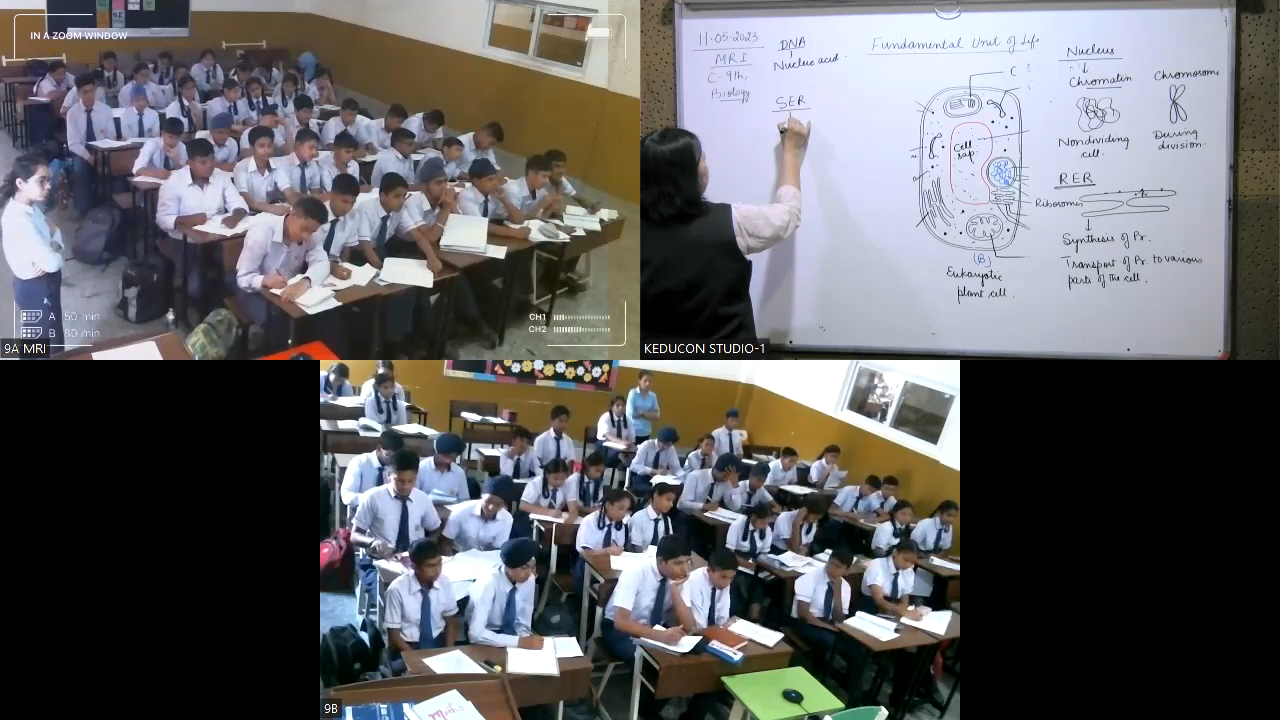 IN A ZOOM WINDOW
A 50 min
B 60 min
CH1
CH2
9A MRI
11-05-2023
MRI
C-9th,
Biology
DNA
Nucleic acid.
SER
Fundamental Unit of Life
C
Cell
sap.
(B)
Eukaryotic
plant cell.
Nucleus
Chromatin
Nondividing
cell.
Chromosome
During
division.
RER
Ribosomes
Synthesis of Pr.
Transport of Pr. to various
parts of the cell.
KEDUCON STUDIO-1
9B